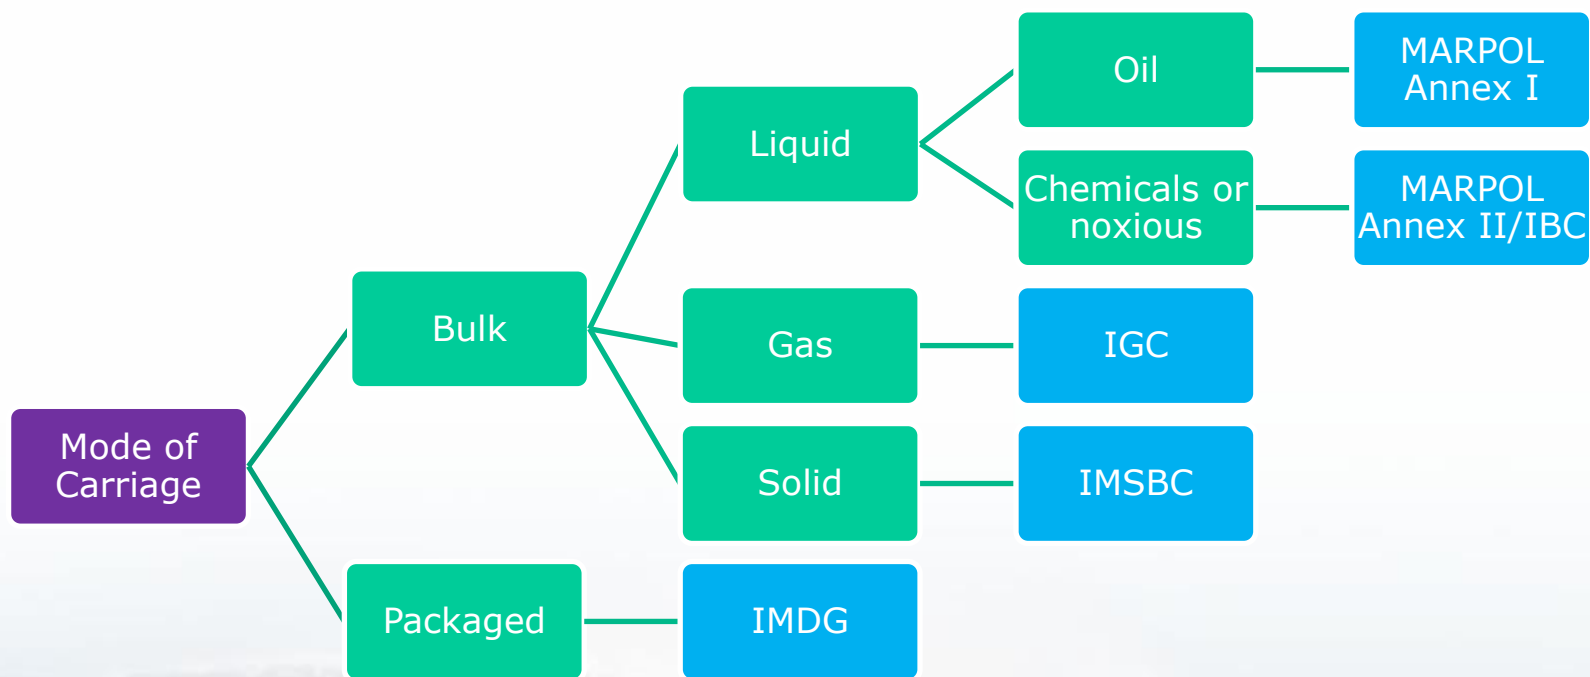 Oil
MARPOL
Annex I
Liquid
Chemicals or
noxious
MARPOL
Annex II/IBC
Bulk
Gas
IGC
Mode of
Carriage
Solid
IMSBC
Packaged
IMDG